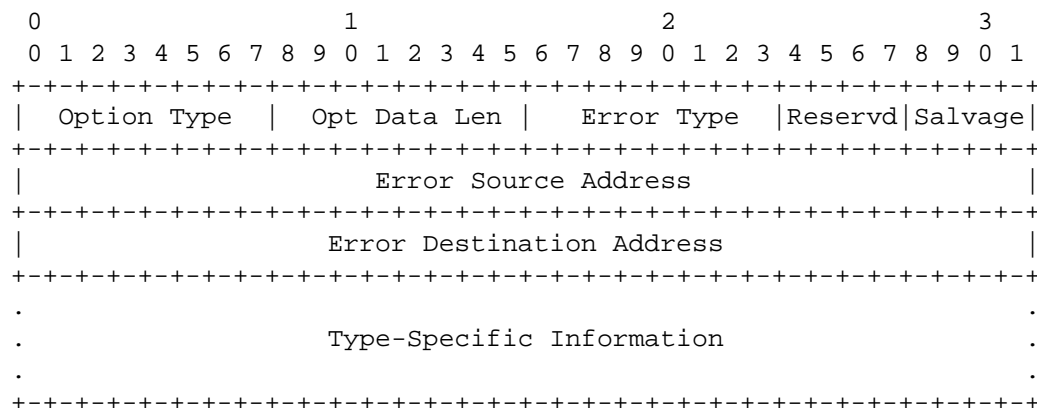 0                   1                   2                   3
 0 1 2 3 4 5 6 7 8 9 0 1 2 3 4 5 6 7 8 9 0 1 2 3 4 5 6 7 8 9 0 1
+-+-+-+-+-+-+-+-+-+-+-+-+-+-+-+-+-+-+-+-+-+-+-+-+-+-+-+-+-+-+-+-+
|  Option Type  |  Opt Data Len |   Error Type  |Reservd|Salvage|
+-+-+-+-+-+-+-+-+-+-+-+-+-+-+-+-+-+-+-+-+-+-+-+-+-+-+-+-+-+-+-+-+
|                      Error Source Address                     |
+-+-+-+-+-+-+-+-+-+-+-+-+-+-+-+-+-+-+-+-+-+-+-+-+-+-+-+-+-+-+-+-+
|                   Error Destination Address                   |
+-+-+-+-+-+-+-+-+-+-+-+-+-+-+-+-+-+-+-+-+-+-+-+-+-+-+-+-+-+-+-+-+
.                                                               .
.                   Type-Specific Information                   .
.                                                               .
+-+-+-+-+-+-+-+-+-+-+-+-+-+-+-+-+-+-+-+-+-+-+-+-+-+-+-+-+-+-+-+-+